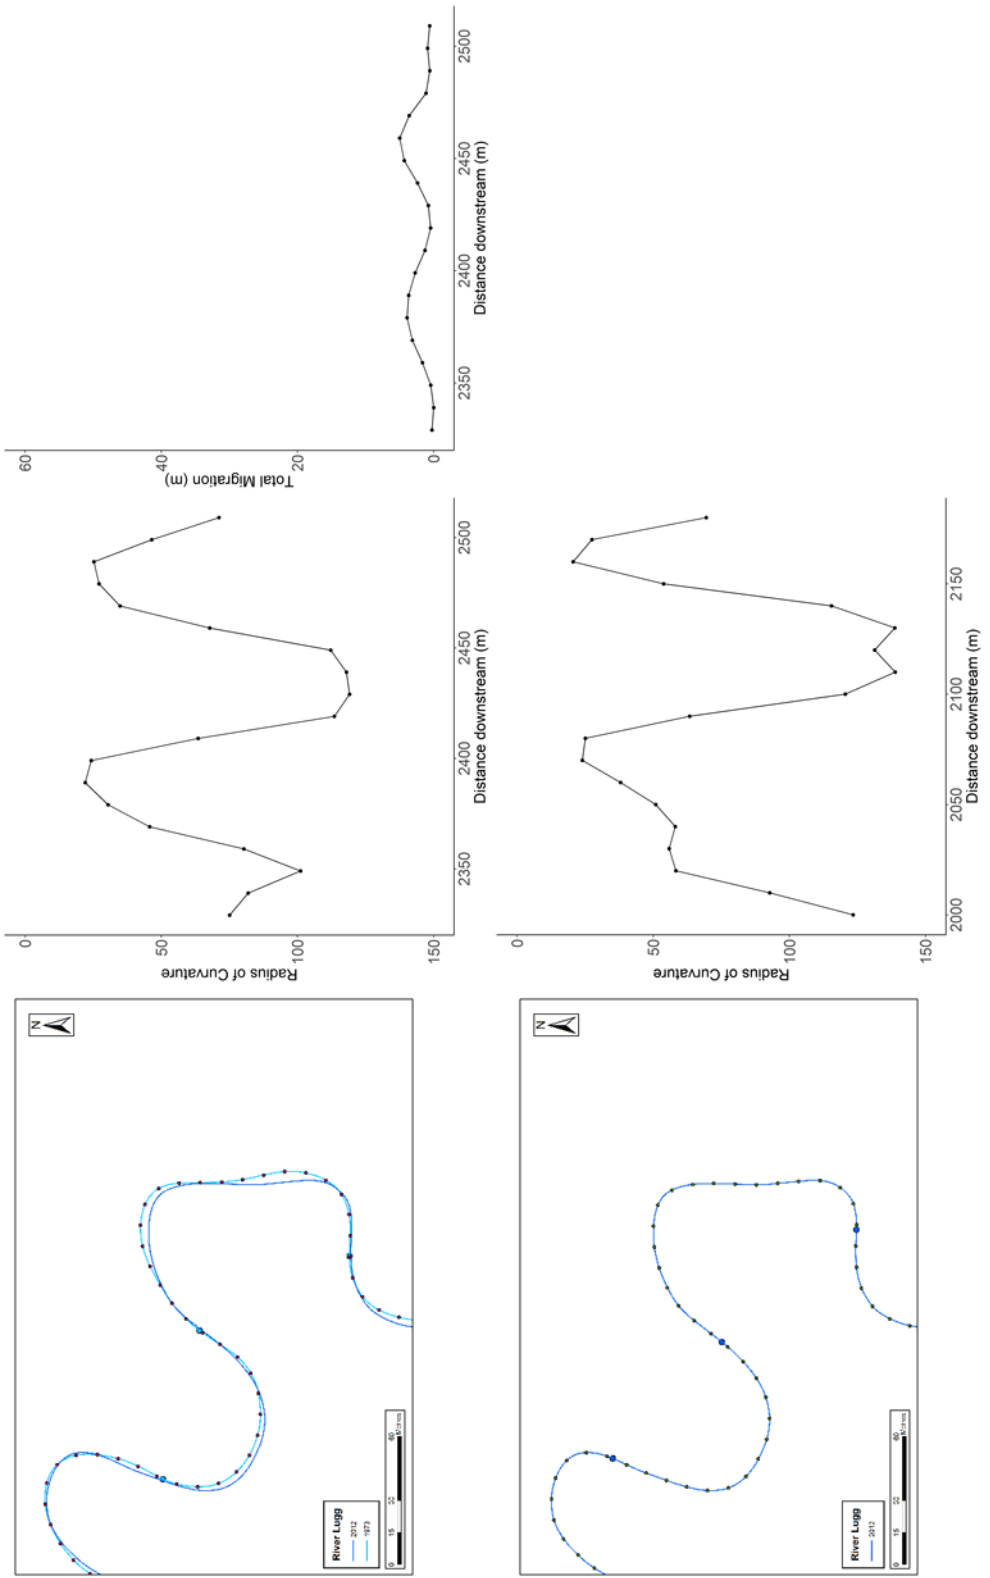 N
River Lugg
2012
1973
0 15 30 60
Metres
0
50
100
150
Radius of Curvature
2350
2400
2450
2500
Distance downstream (m)
60
40
20
0
Total Migration (m)
2350
2400
2450
2500
Distance downstream (m)
N
River Lugg
2012
0 15 30 60
Metres
0
50
100
150
Radius of Curvature
2000
2050
2100
2150
Distance downstream (m)